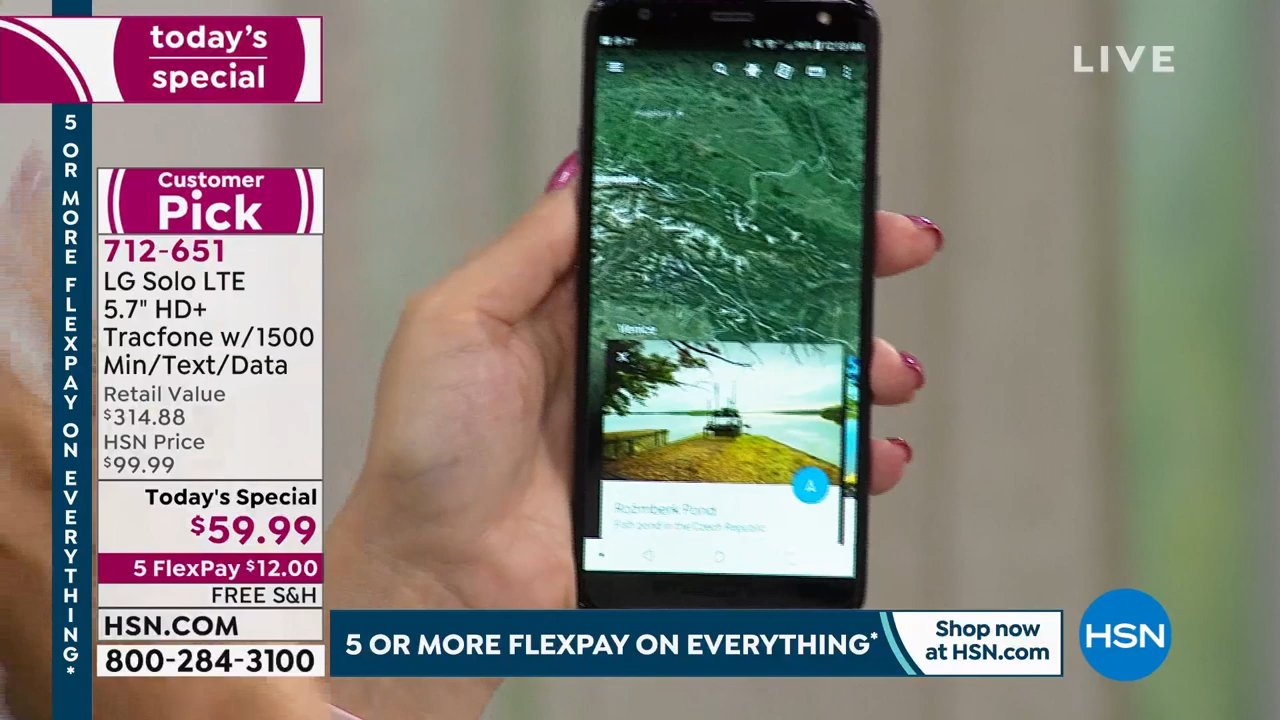 today's
special
LIVE
5 OR MORE FLEXPAY ON EVERYTHING*
Customer
Pick
712-651
LG Solo LTE
5.7" HD+
Tracfone w/1500
Min/Text/Data
Retail Value
$314.88
HSN Price
$99.99
Today's Special
$59.99
5 FlexPay $12.00
FREE S&H
HSN.COM
800-284-3100
Venice
Rozmberk Pond
Fish pond in the Czech Republic
5 OR MORE FLEXPAY ON EVERYTHING*
Shop now
at HSN.com
HSN